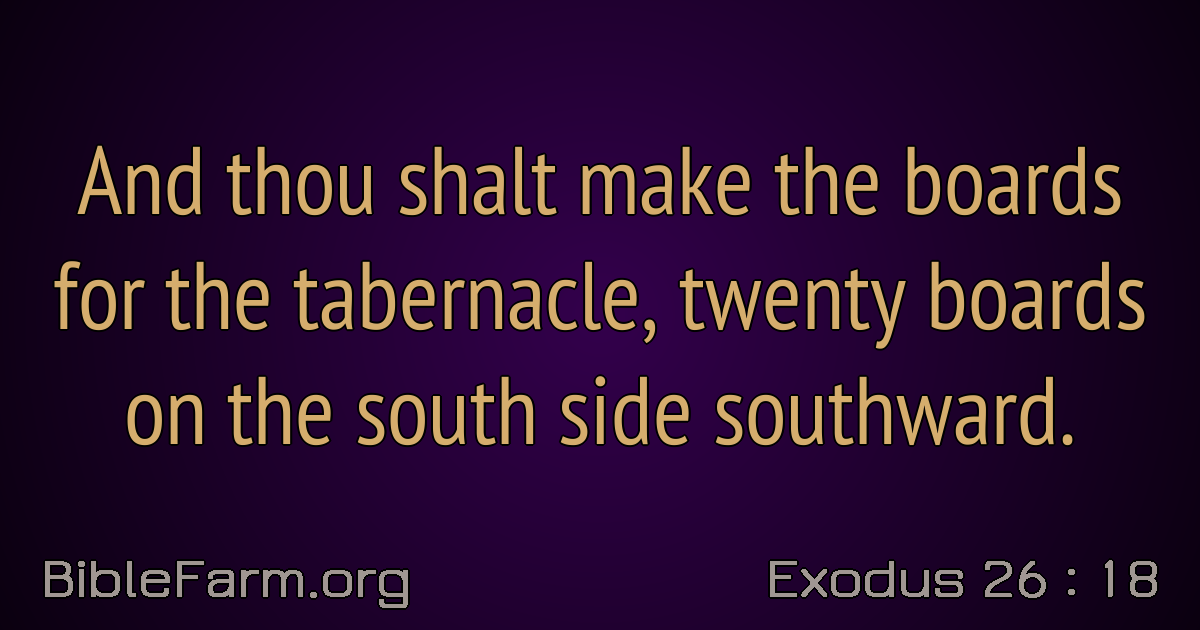 And thou shalt make the boards
for the tabernacle, twenty boards
on the south side southward.
BibleFarm.org
Exodus 26 : 18